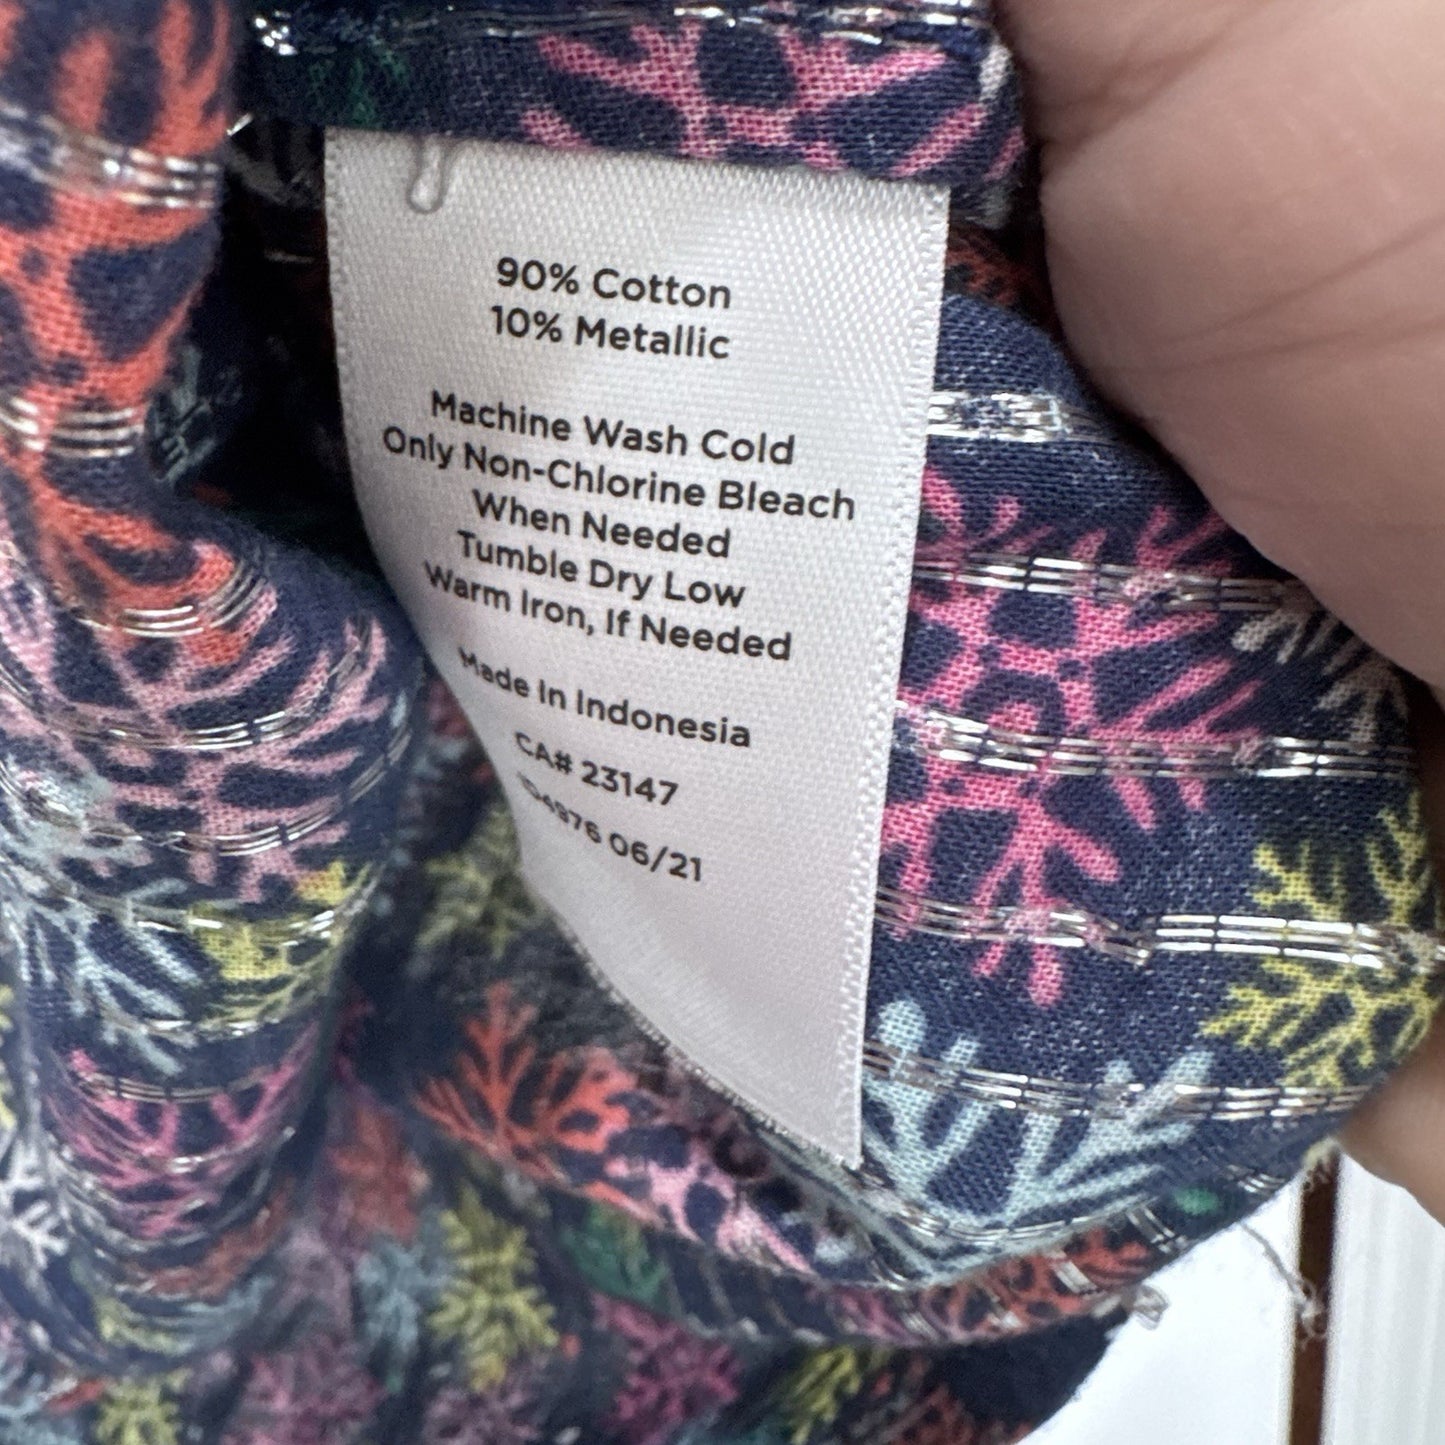 90% Cotton
10% Metallic
Machine Wash Cold
Only Non-Chlorine Bleach
When Needed
Tumble Dry Low
Warm Iron, If Needed
Made In Indonesia
CA# 23147
06/21